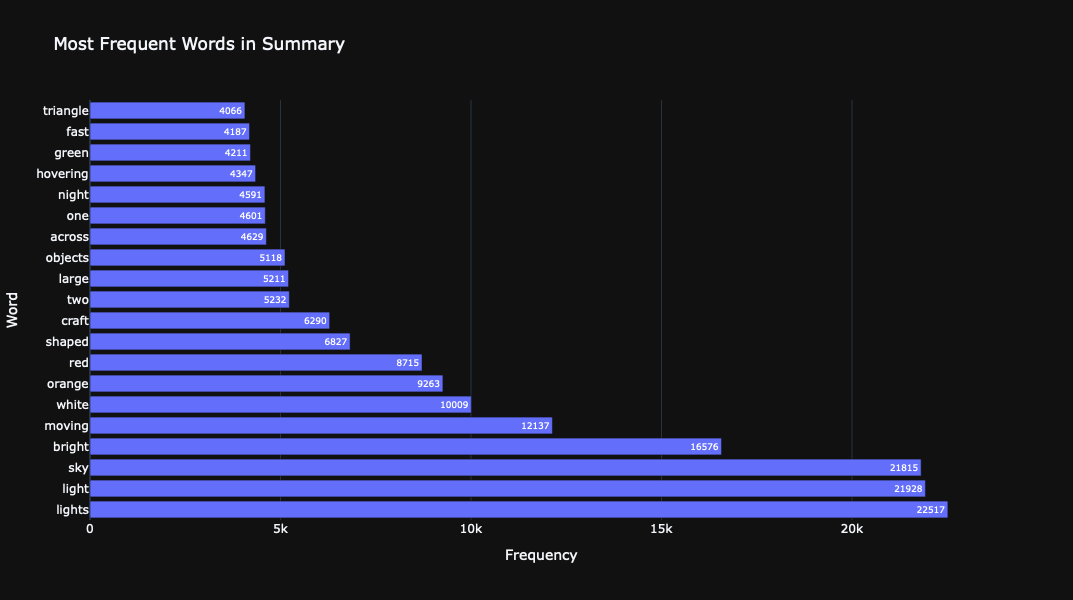 Most Frequent Words in Summary
triangle 4066
fast 4187
green 4211
hovering 4347
night 4591
one 4601
across 4629
objects 5118
large 5211
two 5232
craft 6290
shaped 6827
red 8715
orange 9263
white 10009
moving 12137
bright 16576
sky 21815
light 21928
lights 22517
Word
0 5k 10k 15k 20k
Frequency